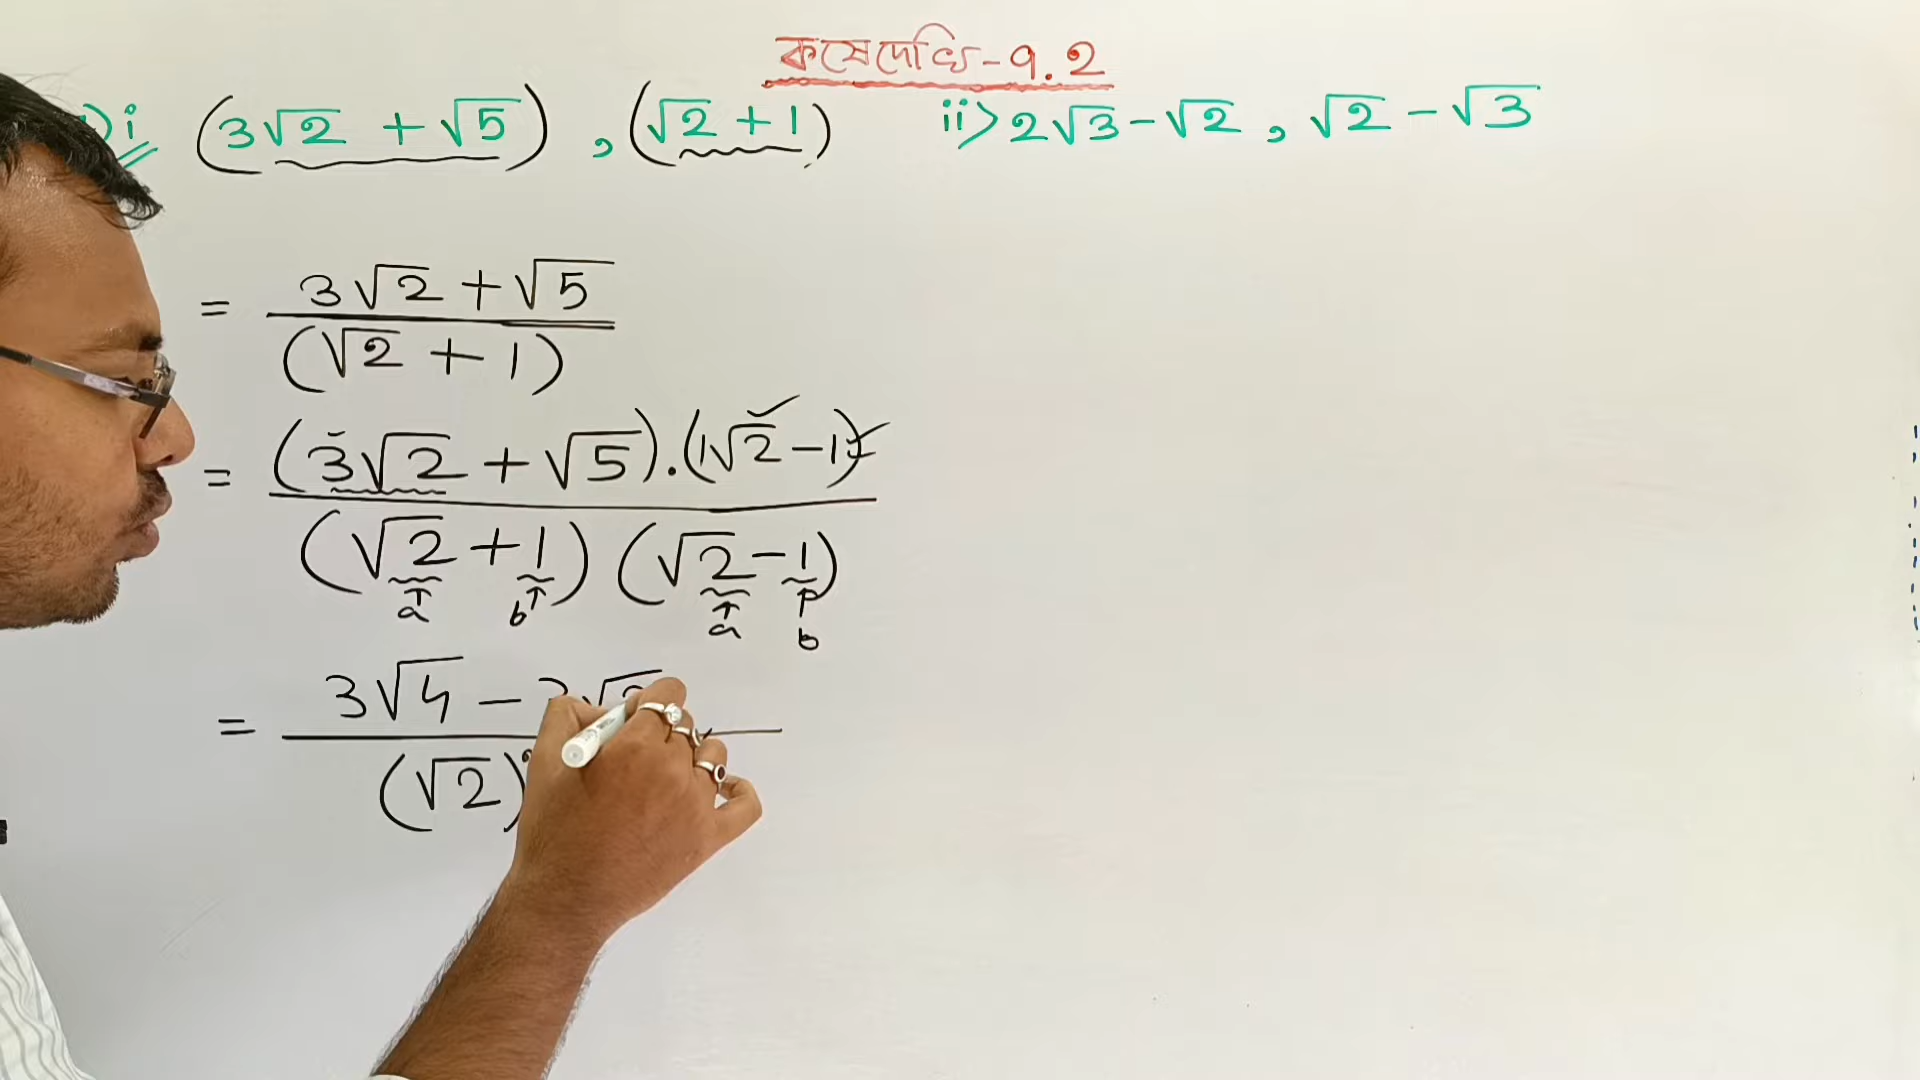 কষে দেখি - 9.2
i (3√2 + √5) , (√2 + 1) ii> 2√3 - √2 , √2 - √3
= 3√2 + √5
(√2 + 1)
= (3√2 + √5).(√2 - 1)
(√2 + 1) (√2 - 1)
a b a b
= 3√4 -
(√2)